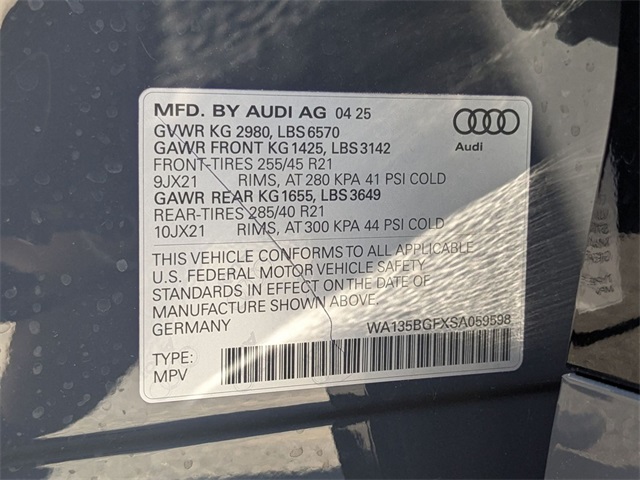 MFD. BY AUDI AG 04 25
GVWR KG 2980, LBS 6570
GAWR FRONT KG 1425, LBS 3142
FRONT-TIRES 255/45 R21
9JX21 RIMS, AT 280 KPA 41 PSI COLD
GAWR REAR KG 1655, LBS 3649
REAR-TIRES 285/40 R21
10JX21 RIMS, AT 300 KPA 44 PSI COLD
Audi
THIS VEHICLE CONFORMS TO ALL APPLICABLE
U.S. FEDERAL MOTOR VEHICLE SAFETY
STANDARDS IN EFFECT ON THE DATE OF
MANUFACTURE SHOWN ABOVE.
GERMANY WA135BGFXSA059598
TYPE:
MPV